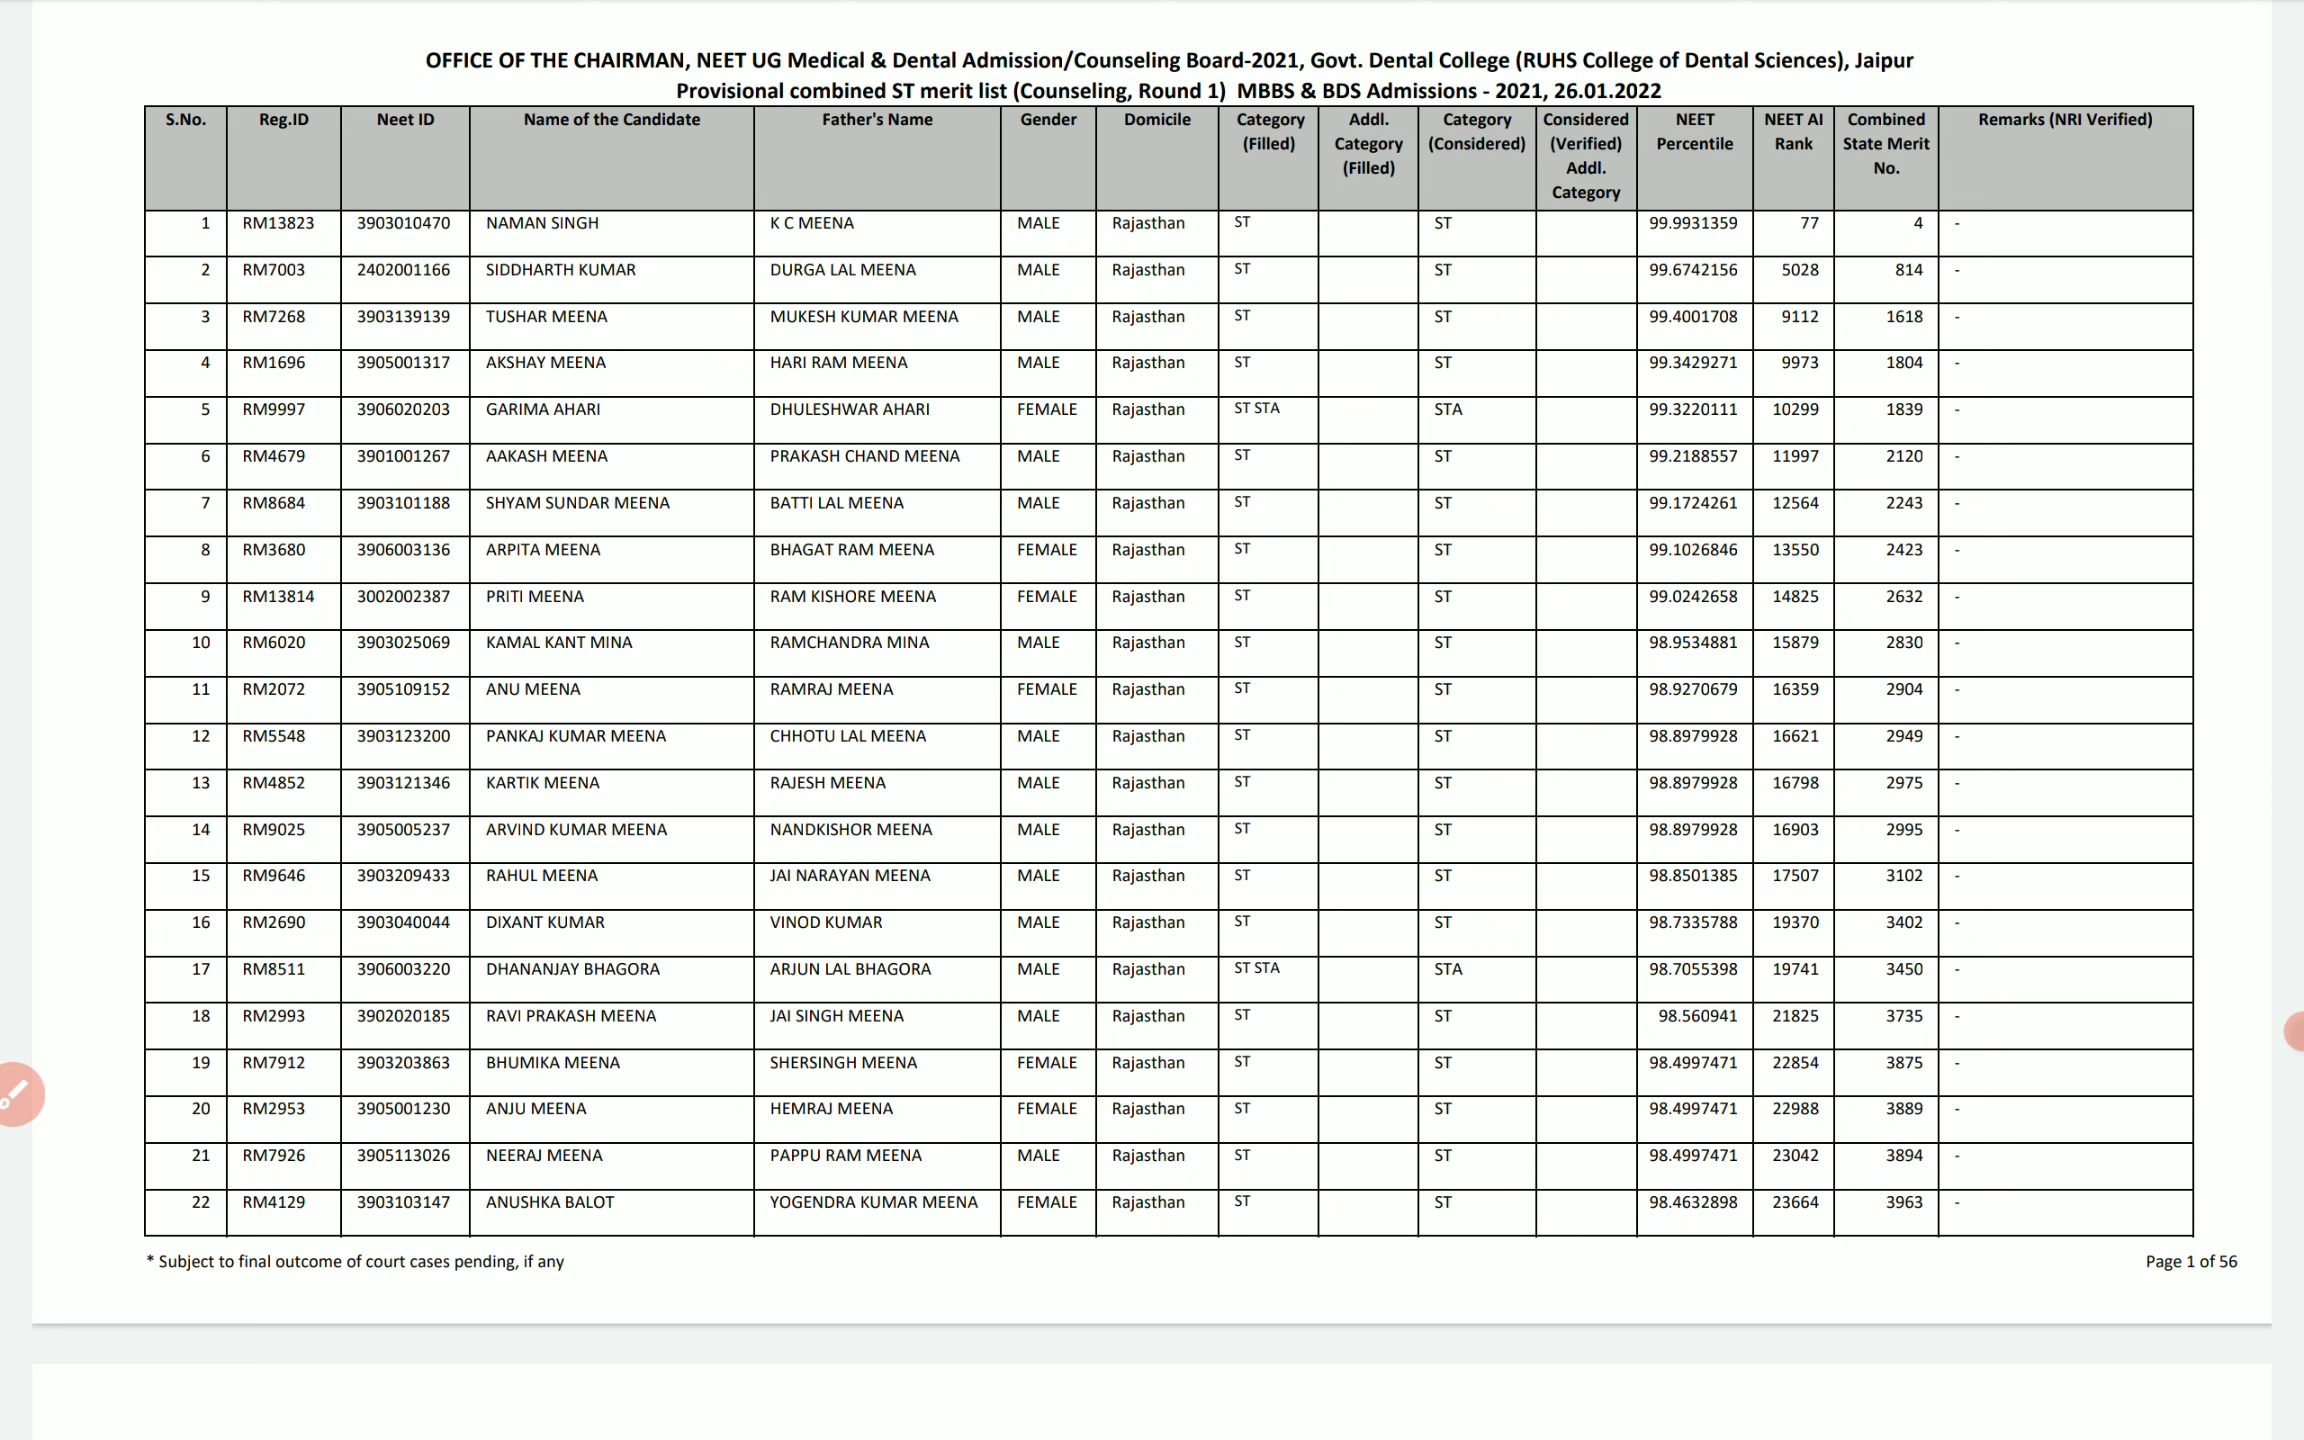 OFFICE OF THE CHAIRMAN, NEET UG Medical & Dental Admission/Counseling Board-2021, Govt. Dental College (RUHS College of Dental Sciences), Jaipur
Provisional combined ST merit list (Counseling, Round 1) MBBS & BDS Admissions - 2021, 26.01.2022
S.No. Reg.ID Neet ID Name of the Candidate Father's Name Gender Domicile Category (Filled) Addl. Category (Filled) Category (Considered) Considered (Verified) Addl. Category NEET Percentile NEET AI Rank Combined State Merit No. Remarks (NRI Verified)
1 RM13823 3903010470 NAMAN SINGH K C MEENA MALE Rajasthan ST ST 99.9931359 77 4 -
2 RM7003 2402001166 SIDDHARTH KUMAR DURGA LAL MEENA MALE Rajasthan ST ST 99.6742156 5028 814 -
3 RM7268 3903139139 TUSHAR MEENA MUKESH KUMAR MEENA MALE Rajasthan ST ST 99.4001708 9112 1618 -
4 RM1696 3905001317 AKSHAY MEENA HARI RAM MEENA MALE Rajasthan ST ST 99.3429271 9973 1804 -
5 RM9997 3906020203 GARIMA AHARI DHULESHWAR AHARI FEMALE Rajasthan ST STA STA 99.3220111 10299 1839 -
6 RM4679 3901001267 AAKASH MEENA PRAKASH CHAND MEENA MALE Rajasthan ST ST 99.2188557 11997 2120 -
7 RM8684 3903101188 SHYAM SUNDAR MEENA BATTI LAL MEENA MALE Rajasthan ST ST 99.1724261 12564 2243 -
8 RM3680 3906003136 ARPITA MEENA BHAGAT RAM MEENA FEMALE Rajasthan ST ST 99.1026846 13550 2423 -
9 RM13814 3002002387 PRITI MEENA RAM KISHORE MEENA FEMALE Rajasthan ST ST 99.0242658 14825 2632 -
10 RM6020 3903025069 KAMAL KANT MINA RAMCHANDRA MINA MALE Rajasthan ST ST 98.9534881 15879 2830 -
11 RM2072 3905109152 ANU MEENA RAMRAJ MEENA FEMALE Rajasthan ST ST 98.9270679 16359 2904 -
12 RM5548 3903123200 PANKAJ KUMAR MEENA CHHOTU LAL MEENA MALE Rajasthan ST ST 98.8979928 16621 2949 -
13 RM4852 3903121346 KARTIK MEENA RAJESH MEENA MALE Rajasthan ST ST 98.8979928 16798 2975 -
14 RM9025 3905005237 ARVIND KUMAR MEENA NANDKISHOR MEENA MALE Rajasthan ST ST 98.8979928 16903 2995 -
15 RM9646 3903209433 RAHUL MEENA JAI NARAYAN MEENA MALE Rajasthan ST ST 98.8501385 17507 3102 -
16 RM2690 3903040044 DIXANT KUMAR VINOD KUMAR MALE Rajasthan ST ST 98.7335788 19370 3402 -
17 RM8511 3906003220 DHANANJAY BHAGORA ARJUN LAL BHAGORA MALE Rajasthan ST STA STA 98.7055398 19741 3450 -
18 RM2993 3902020185 RAVI PRAKASH MEENA JAI SINGH MEENA MALE Rajasthan ST ST 98.560941 21825 3735 -
19 RM7912 3903203863 BHUMIKA MEENA SHERSINGH MEENA FEMALE Rajasthan ST ST 98.4997471 22854 3875 -
20 RM2953 3905001230 ANJU MEENA HEMRAJ MEENA FEMALE Rajasthan ST ST 98.4997471 22988 3889 -
21 RM7926 3905113026 NEERAJ MEENA PAPPU RAM MEENA MALE Rajasthan ST ST 98.4997471 23042 3894 -
22 RM4129 3903103147 ANUSHKA BALOT YOGENDRA KUMAR MEENA FEMALE Rajasthan ST ST 98.4632898 23664 3963 -
* Subject to final outcome of court cases pending, if any
Page 1 of 56